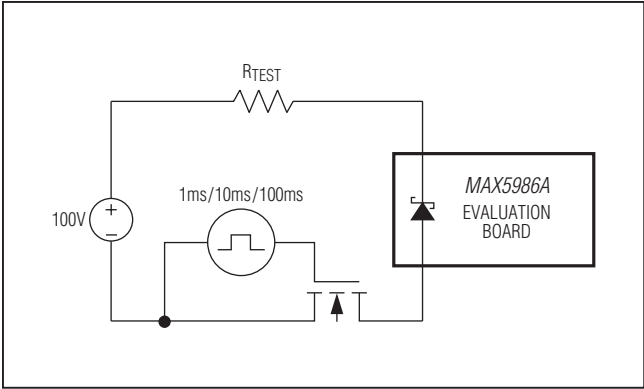 RTEST
1ms/10ms/100ms
100V
+
−
MAX5986A
EVALUATION
BOARD